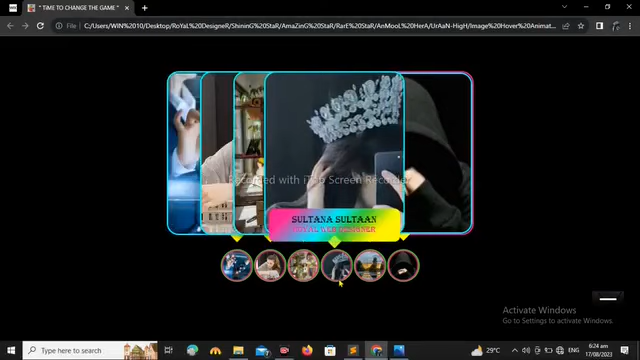 " TiME TO CHANGE THE GAME "
C:/Users/WIN%2010/Desktop/RoYaL%20DesigneR/ShininG%20StaR/AmaZinG%20StaR/RarE%20StaR/AnMooL%20HerA/UrAaN-HigH/Image%20Hover%20Animat...
Recorded with iTop Screen Recorder
SULTANA SULTAAN
ROYAL WEB DESIGNER
Activate Windows
Go to Settings to activate Windows.
Type here to search
29°C
ENG
6:24 am
17/08/2023